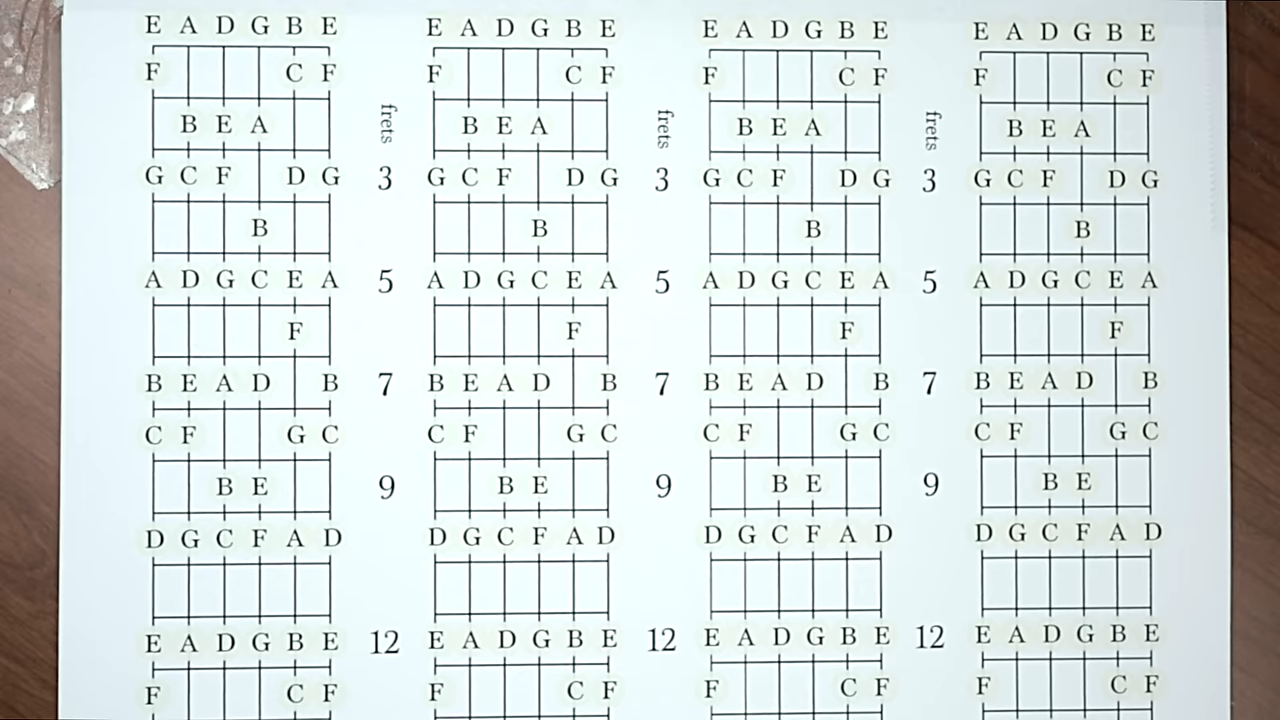 E A D G B E E A D G B E E A D G B E E A D G B E
F C F F C F F C F F C F
frets frets frets
B E A B E A B E A B E A
G C F D G 3 G C F D G 3 G C F D G 3 G C F D G
B B B B
A D G C E A 5 A D G C E A 5 A D G C E A 5 A D G C E A
F F F F
B E A D B 7 B E A D B 7 B E A D B 7 B E A D B
C F G C C F G C C F G C C F G C
B E 9 B E 9 B E 9 B E
D G C F A D D G C F A D D G C F A D D G C F A D
E A D G B E 12 E A D G B E 12 E A D G B E 12 E A D G B E
F C F F C F F C F F C F